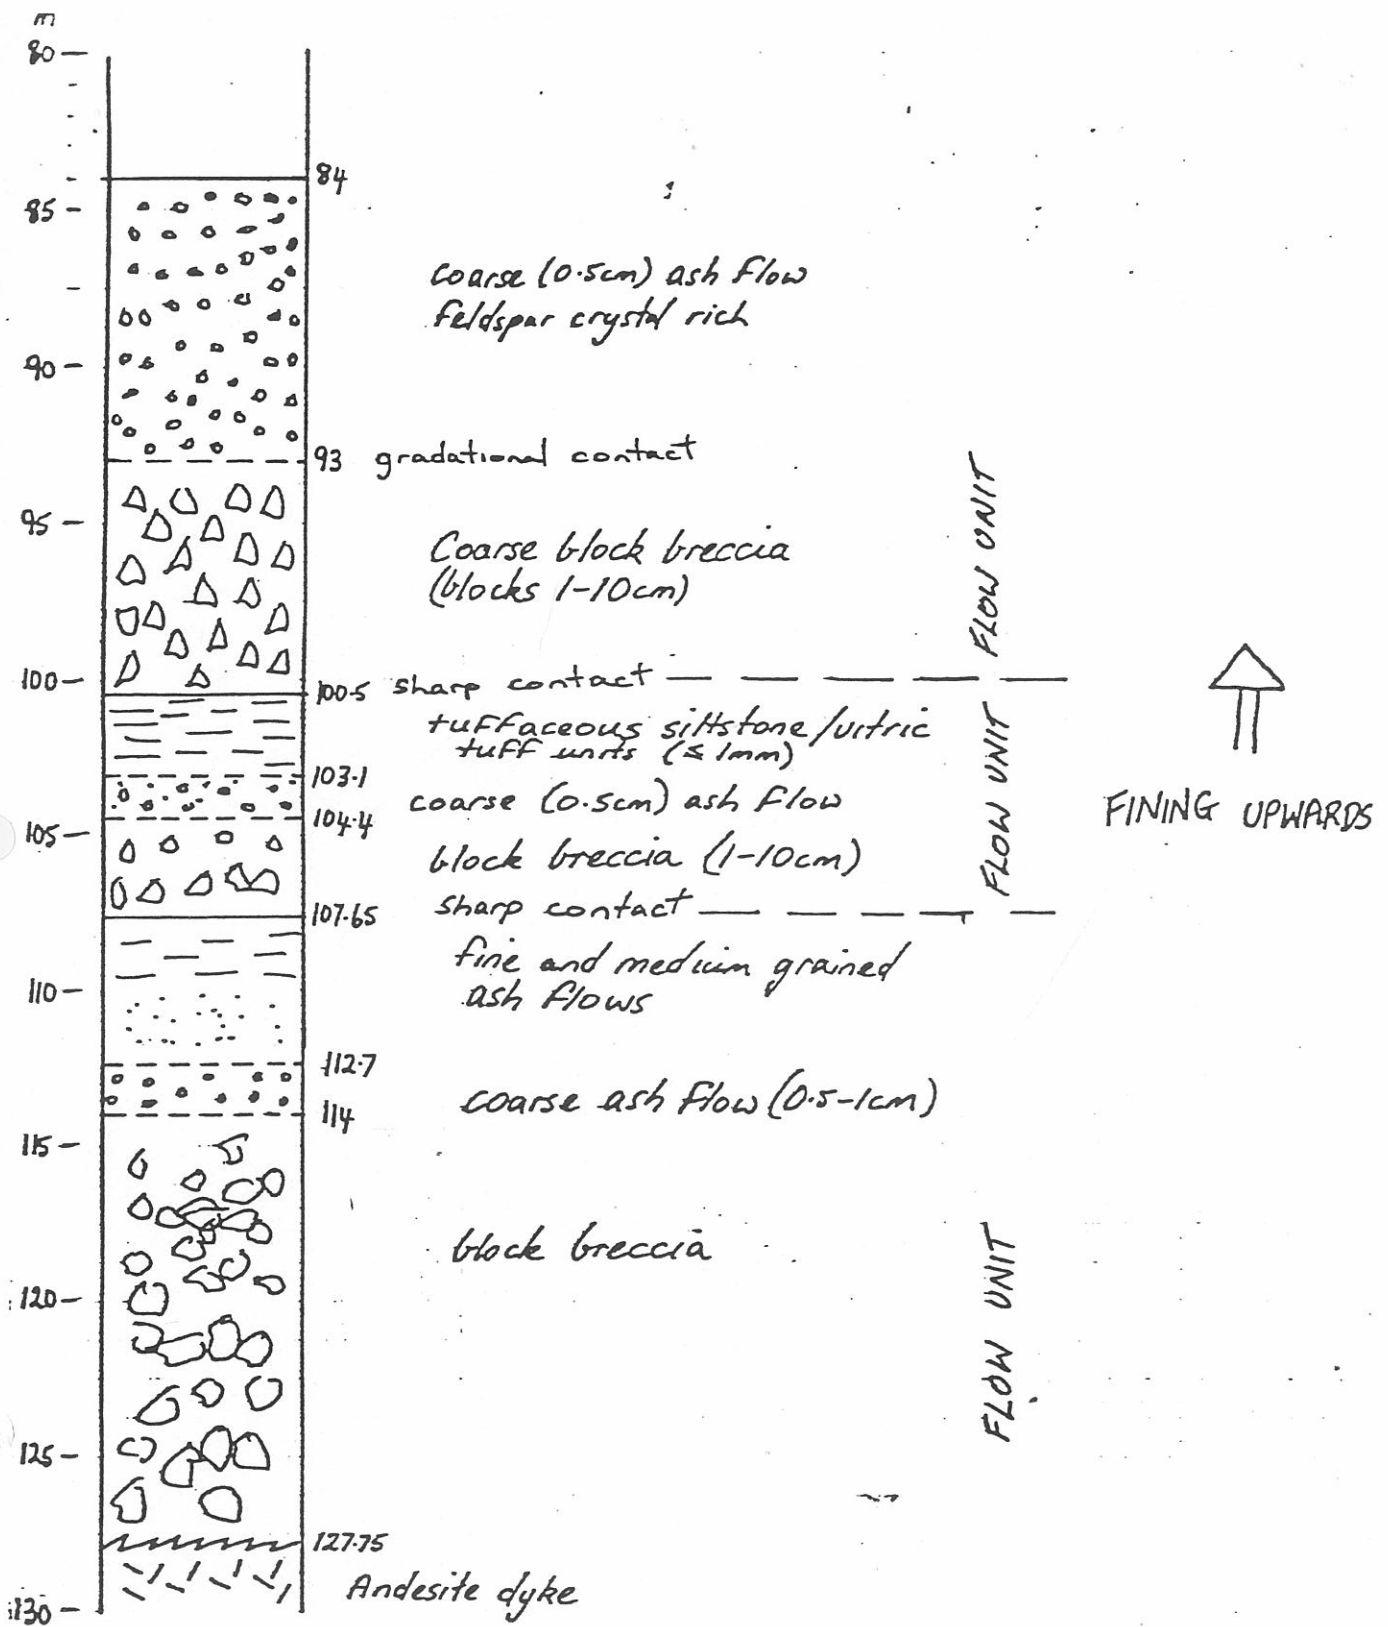 m
80
84
85
coarse (0.5cm) ash flow
feldspar crystal rich
90
93 gradational contact
95
Coarse block breccia
(blocks 1-10cm)
FLOW UNIT
100
100.5 sharp contact
tuffaceous siltstone/vitric
tuff units (≤ 1mm)
103.1
coarse (0.5cm) ash flow
104.4
105
block breccia (1-10cm)
FLOW UNIT
FINING UPWARDS
107.65
sharp contact
fine and medium grained
ash flows
110
112.7
coarse ash flow (0.5-1cm)
114
115
block breccia
FLOW UNIT
120
125
127.75
Andesite dyke
130